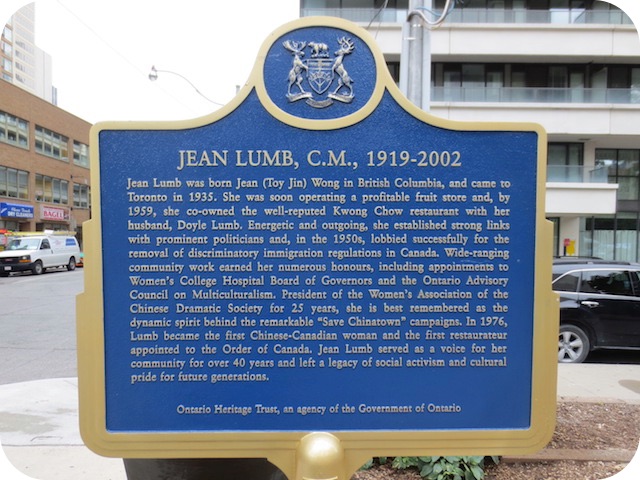 JEAN LUMB, C.M., 1919-2002
Jean Lumb was born Jean (Toy Jin) Wong in British Columbia, and came to
Toronto in 1935. She was soon operating a profitable fruit store and, by
1959, she co-owned the well-reputed Kwong Chow restaurant with her
husband, Doyle Lumb. Energetic and outgoing, she established strong links
with prominent politicians and, in the 1950s, lobbied successfully for the
removal of discriminatory immigration regulations in Canada. Wide-ranging
community work earned her numerous honours, including appointments to
Women's College Hospital Board of Governors and the Ontario Advisory
Council on Multiculturalism. President of the Women's Association of the
Chinese Dramatic Society for 25 years, she is best remembered as the
dynamic spirit behind the remarkable "Save Chinatown" campaigns. In 1976,
Lumb became the first Chinese-Canadian woman and the first restaurateur
appointed to the Order of Canada. Jean Lumb served as a voice for her
community for over 40 years and left a legacy of social activism and cultural
pride for future generations.
Ontario Heritage Trust, an agency of the Government of Ontario
DRY CLEANER
BAGEL